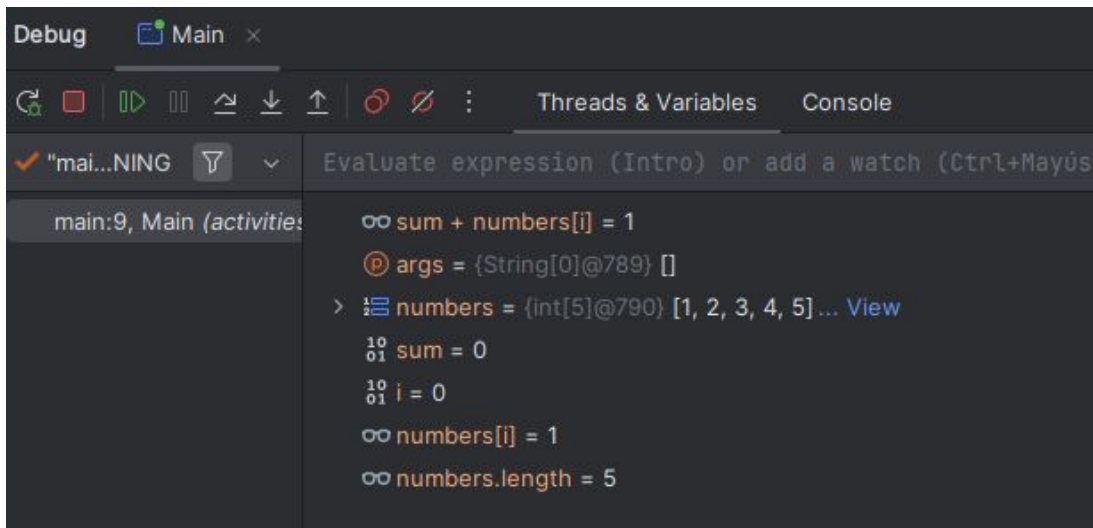 Debug Main
Threads & Variables Console
"mai...NING Evaluate expression (Intro) or add a watch (Ctrl+Mayús
main:9, Main (activities
sum + numbers[i] = 1
args = {String[0]@789} []
numbers = {int[5]@790} [1, 2, 3, 4, 5] ... View
sum = 0
i = 0
numbers[i] = 1
numbers.length = 5